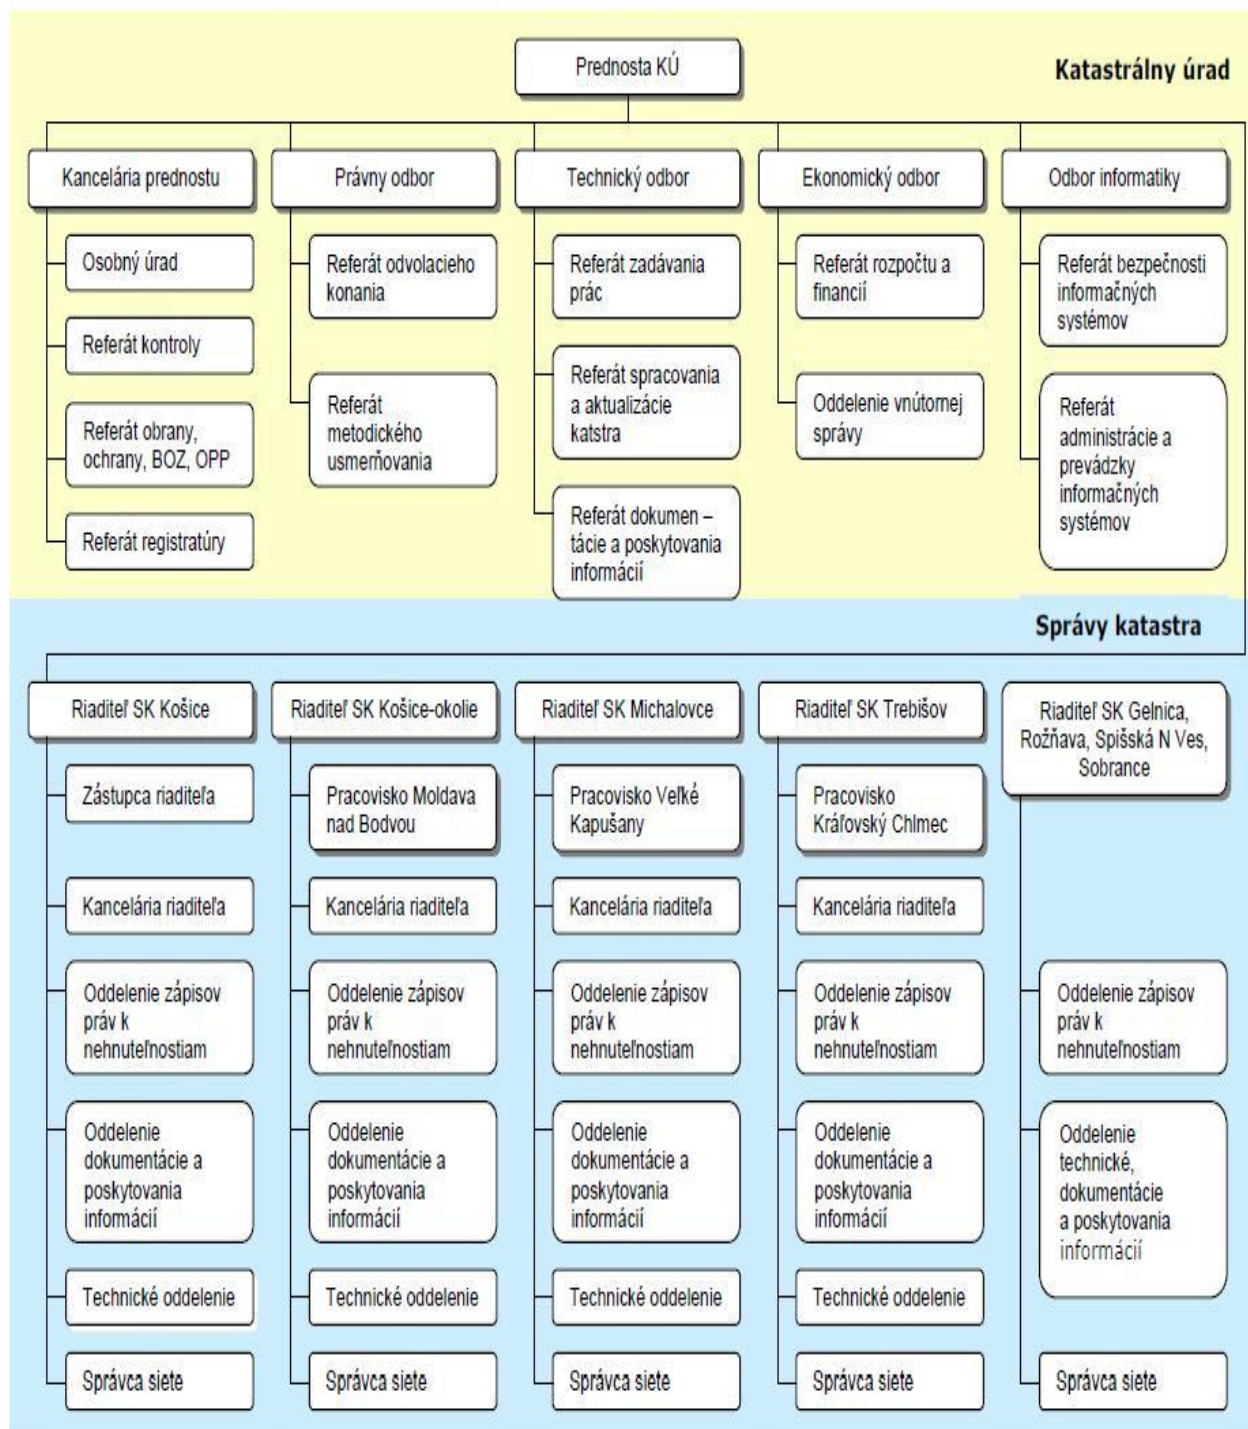 Prednosta KÚ
Katastrálny úrad
Kancelária prednostu
Osobný úrad
Referát kontroly
Referát obrany,
ochrany, BOZ, OPP
Referát registratúry
Právny odbor
Referát odvolacieho
konania
Referát
metodického
usmerňovania
Technický odbor
Referát zadávania
prác
Referát spracovania
a aktualizácie
katstra
Referát dokumen –
tácie a poskytovania
informácií
Ekonomický odbor
Referát rozpočtu a
financií
Oddelenie vnútornej
správy
Odbor informatiky
Referát bezpečnosti
informačných
systémov
Referát
administrácie a
prevádzky
informačných
systémov
Správy katastra
Riaditeľ SK Košice
Zástupca riaditeľa
Kancelária riaditeľa
Oddelenie zápisov
práv k
nehnuteľnostiam
Oddelenie
dokumentácie a
poskytovania
informácií
Technické oddelenie
Správca siete
Riaditeľ SK Košice-okolie
Pracovisko Moldava
nad Bodvou
Kancelária riaditeľa
Oddelenie zápisov
práv k
nehnuteľnostiam
Oddelenie
dokumentácie a
poskytovania
informácií
Technické oddelenie
Správca siete
Riaditeľ SK Michalovce
Pracovisko Veľké
Kapušany
Kancelária riaditeľa
Oddelenie zápisov
práv k
nehnuteľnostiam
Oddelenie
dokumentácie a
poskytovania
informácií
Technické oddelenie
Správca siete
Riaditeľ SK Trebišov
Pracovisko
Kráľovský Chlmec
Kancelária riaditeľa
Oddelenie zápisov
práv k
nehnuteľnostiam
Oddelenie
dokumentácie a
poskytovania
informácií
Technické oddelenie
Správca siete
Riaditeľ SK Gelnica,
Rožňava, Spišská N Ves,
Sobrance
Oddelenie zápisov
práv k
nehnuteľnostiam
Oddelenie
technické,
dokumentácie
a poskytovania
informácií
Správca siete